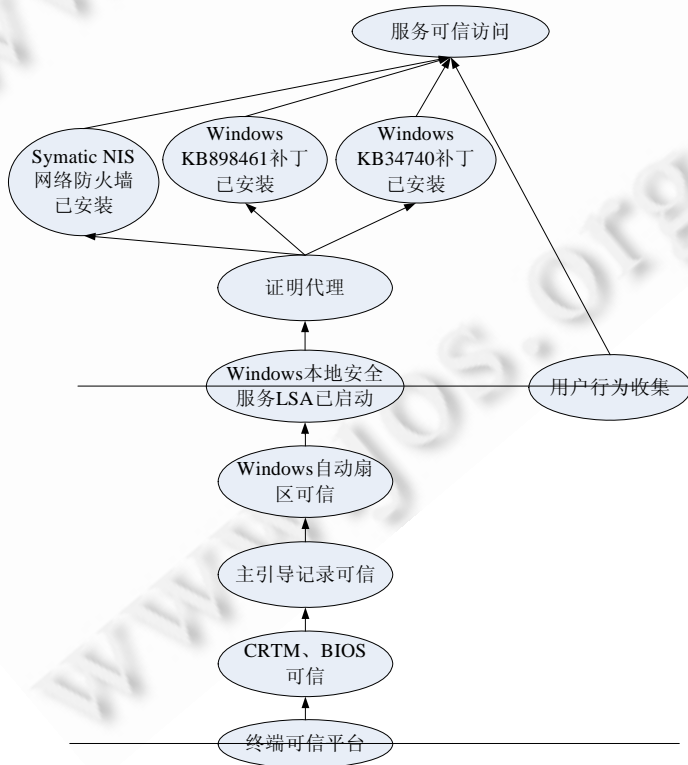 服务可信访问
Symatic NIS
网络防火墙
已安装
Windows
KB898461补丁
已安装
Windows
KB34740补丁
已安装
证明代理
Windows本地安全
服务LSA已启动
用户行为收集
Windows自动扇
区可信
主引导记录可信
CRTM、BIOS
可信
终端可信平台
www.jos.org